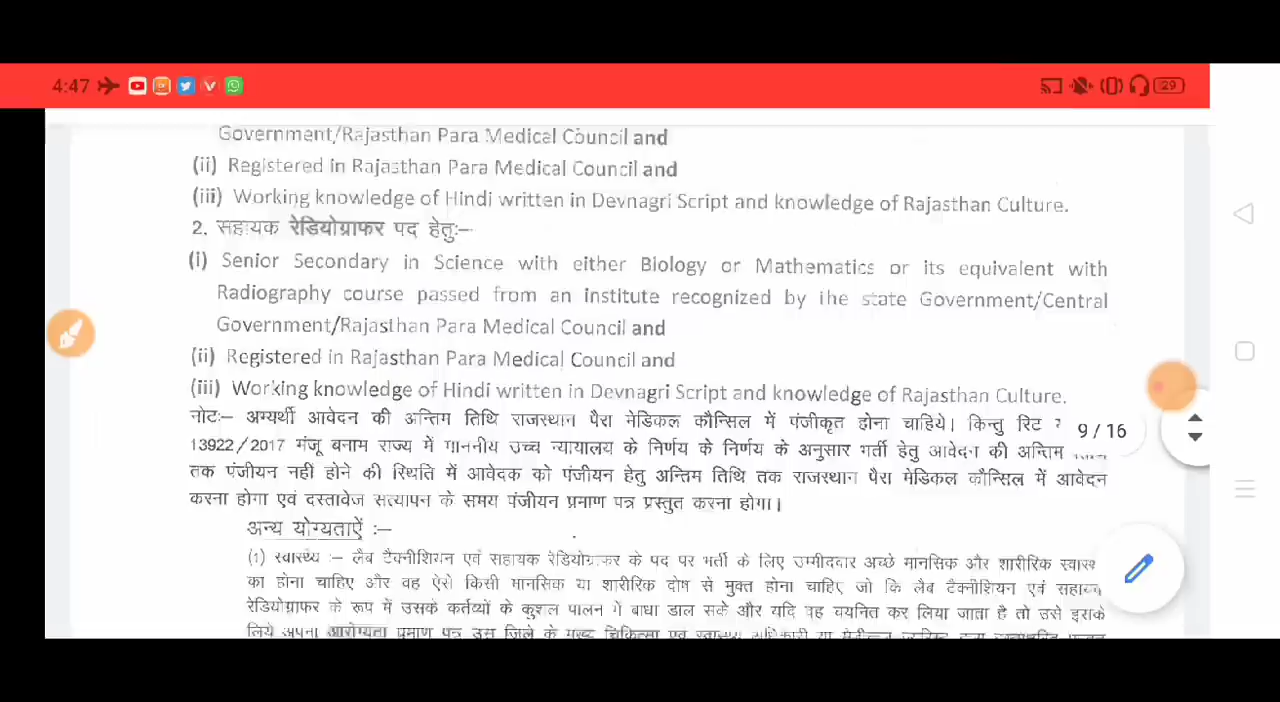 4:47
29
Government/Rajasthan Para Medical Council and
(ii) Registered in Rajasthan Para Medical Council and
(iii) Working knowledge of Hindi written in Devnagri Script and knowledge of Rajasthan Culture.
2. सहायक रेडियोग्राफर पद हेतुः–
(i) Senior Secondary in Science with either Biology or Mathematics or its equivalent with
Radiography course passed from an institute recognized by the state Government/Central
Government/Rajasthan Para Medical Council and
(ii) Registered in Rajasthan Para Medical Council and
(iii) Working knowledge of Hindi written in Devnagri Script and knowledge of Rajasthan Culture.
नोटः– अभ्यर्थी आवेदन की अन्तिम तिथि राजस्थान पैरा मेडिकल कौन्सिल में पंजीकृत होना चाहिये। किन्तु रिट
9 / 16
13922/2017 मंजू बनाम राज्य में माननीय उच्च न्यायालय के निर्णय के निर्णय के अनुसार भर्ती हेतु आवेदन की अन्तिम
तक पंजीयन नहीं होने की स्थिति में आवेदक को पंजीयन हेतु अन्तिम तिथि तक राजस्थान पैरा मेडिकल कौन्सिल में आवेदन
करना होगा एवं दस्तावेज सत्यापन के समय पंजीयन प्रमाण पत्र प्रस्तुत करना होगा।
अन्य योग्यताऐं :–
(1) स्वास्थ्य :– लैब टैक्नीशियन एवं सहायक रेडियोग्राफर के पद पर भर्ती के लिए उम्मीदवार अच्छे मानसिक और शारीरिक
का होना चाहिए और वह ऐसे किसी मानसिक या शारीरिक दोष से मुक्त होना चाहिए जो कि लैब टैक्नीशियन एवं सहायक
रेडियोग्राफर के रूप में उसके कर्तव्यों के कुशल पालन में बाधा डाल सके और यदि वह चयनित कर लिया जाता है तो उसे इसके
लिये अपना आरोग्यता प्रमाण पत्र उस जिले के मुख्य चिकित्सा एवं स्वास्थ्य अधिकारी या